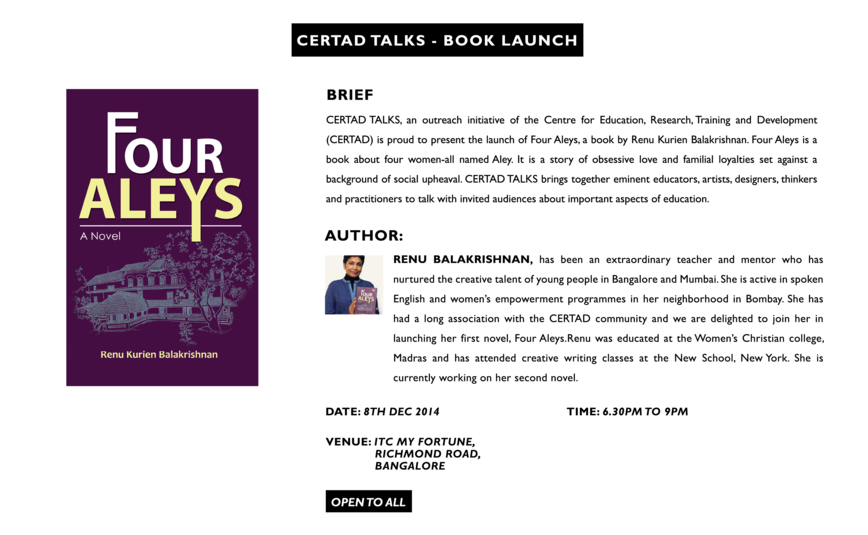 CERTAD TALKS - BOOK LAUNCH
FOUR
ALEYS
A Novel
Renu Kurien Balakrishnan
BRIEF
CERTAD TALKS, an outreach initiative of the Centre for Education, Research, Training and Development
(CERTAD) is proud to present the launch of Four Aleys, a book by Renu Kurien Balakrishnan. Four Aleys is a
book about four women-all named Aley. It is a story of obsessive love and familial loyalties set against a
background of social upheaval. CERTAD TALKS brings together eminent educators, artists, designers, thinkers
and practitioners to talk with invited audiences about important aspects of education.
AUTHOR:
FOUR
ALEYS
RENU BALAKRISHNAN, has been an extraordinary teacher and mentor who has
nurtured the creative talent of young people in Bangalore and Mumbai. She is active in spoken
English and women's empowerment programmes in her neighborhood in Bombay. She has
had a long association with the CERTAD community and we are delighted to join her in
launching her first novel, Four Aleys.Renu was educated at the Women's Christian college,
Madras and has attended creative writing classes at the New School, New York. She is
currently working on her second novel.
DATE: 8TH DEC 2014
TIME: 6.30PM TO 9PM
VENUE: ITC MY FORTUNE,
RICHMOND ROAD,
BANGALORE
OPEN TO ALL